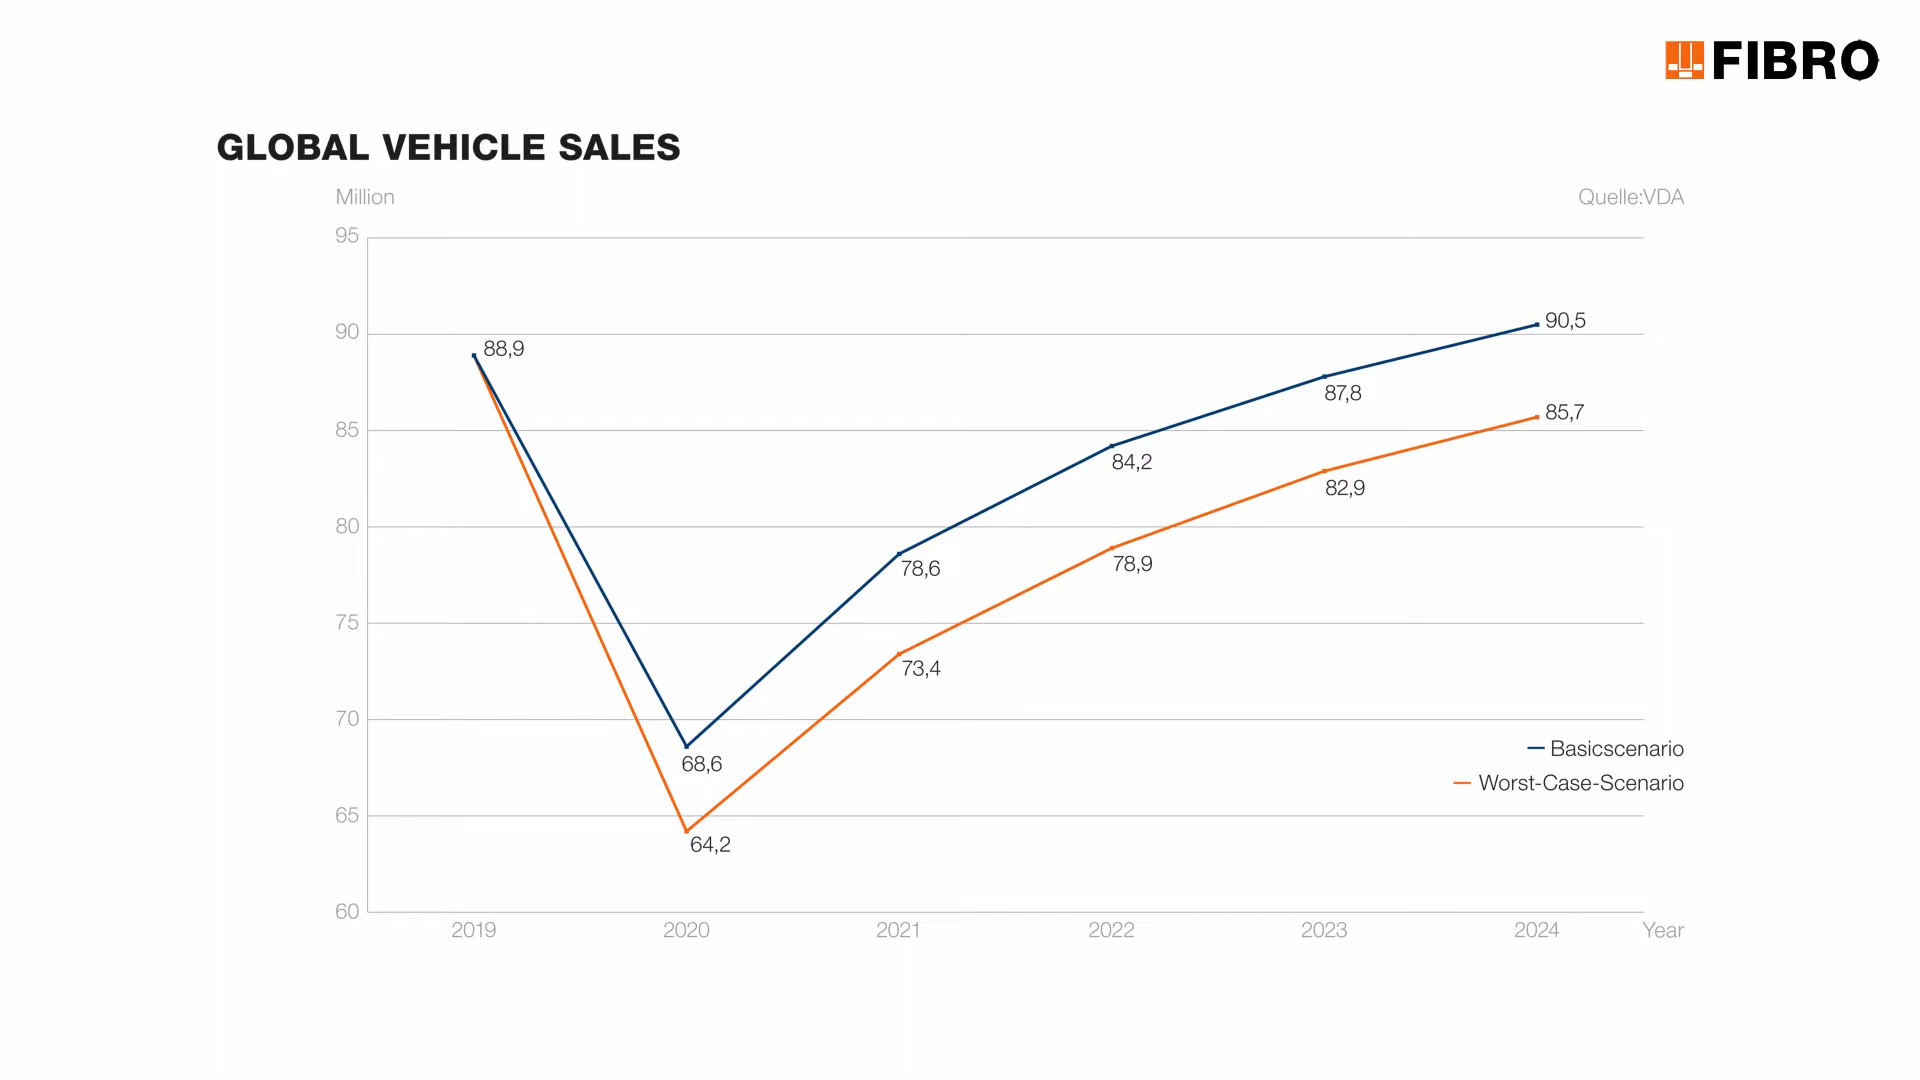 FIBRO
GLOBAL VEHICLE SALES
Million
Quelle:VDA
95
90
85
80
75
70
65
60
88,9
90,5
87,8
85,7
84,2
82,9
78,6
78,9
73,4
68,6
64,2
Basicscenario
Worst-Case-Scenario
2019 2020 2021 2022 2023 2024 Year